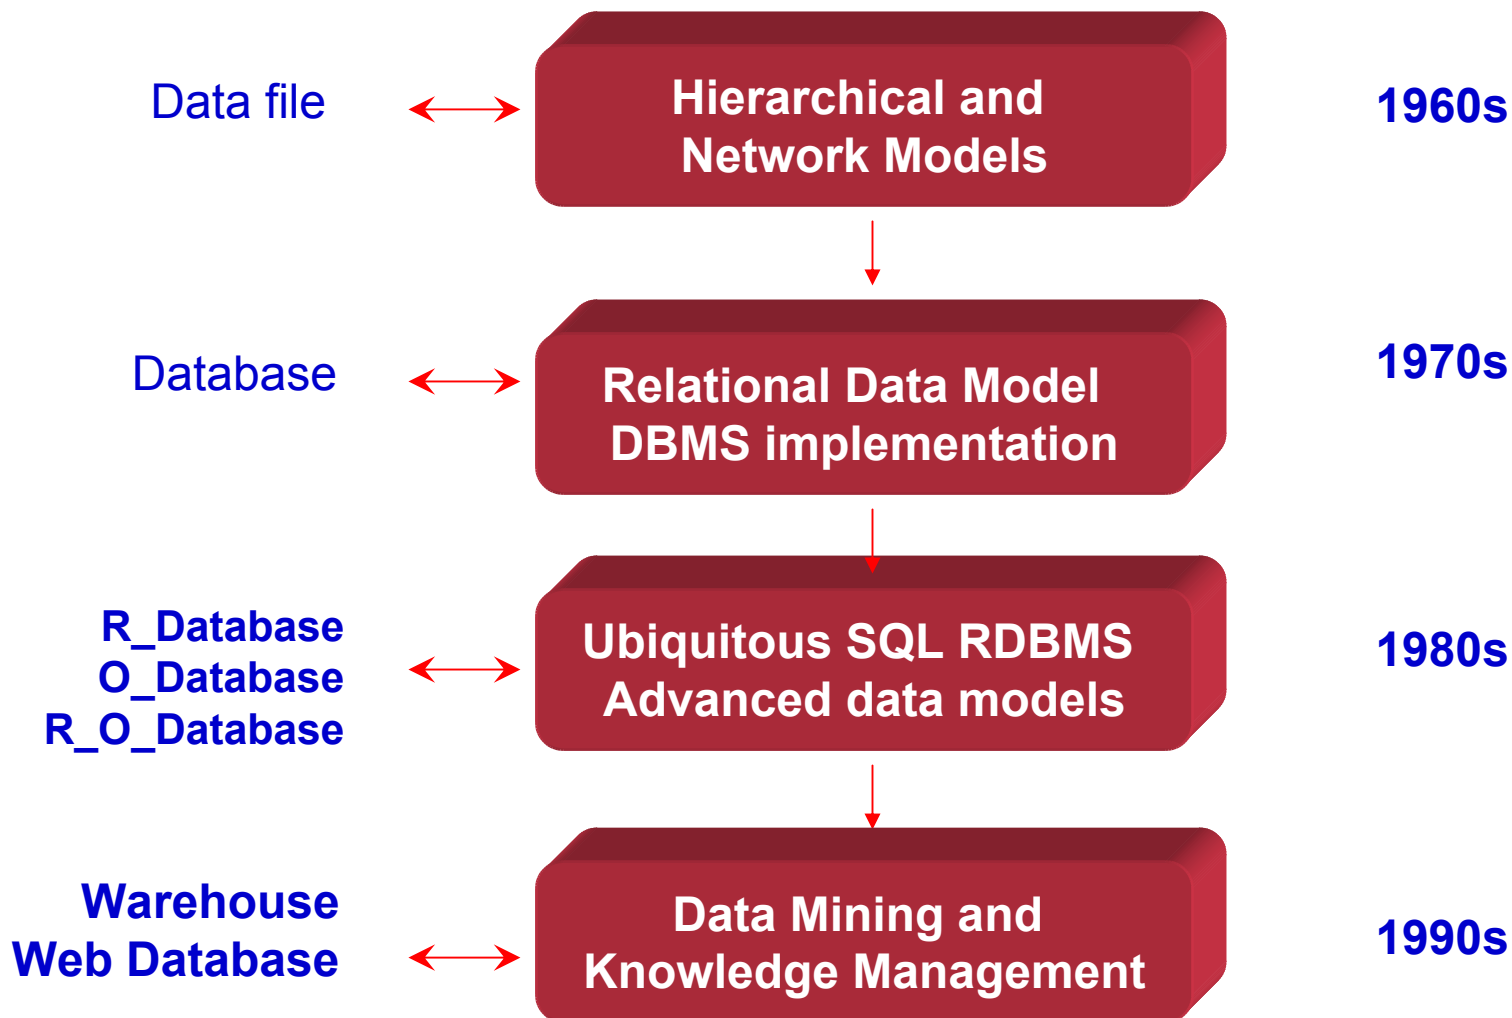 Data file
Hierarchical and
Network Models
1960s
Database
Relational Data Model
DBMS implementation
1970s
R_Database
O_Database
R_O_Database
Ubiquitous SQL RDBMS
Advanced data models
1980s
Warehouse
Web Database
Data Mining and
Knowledge Management
1990s